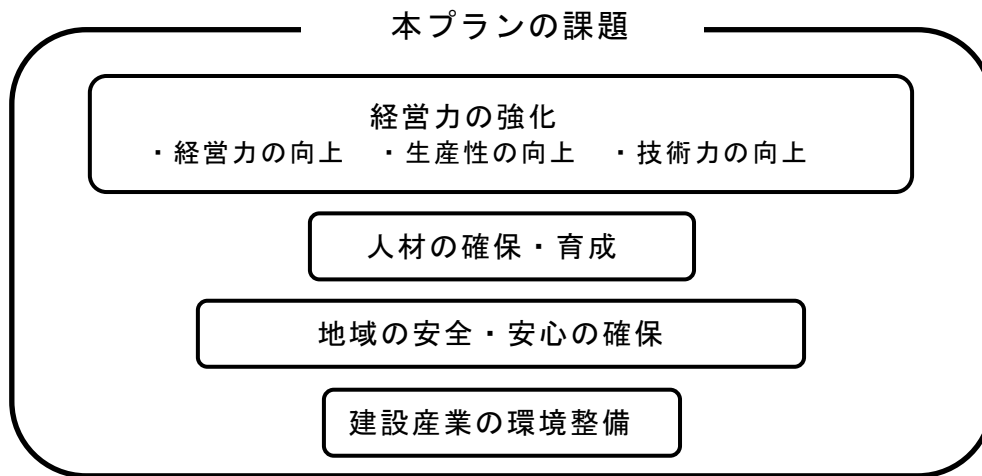 本プランの課題
経営力の強化
・経営力の向上　・生産性の向上　・技術力の向上
人材の確保・育成
地域の安全・安心の確保
建設産業の環境整備